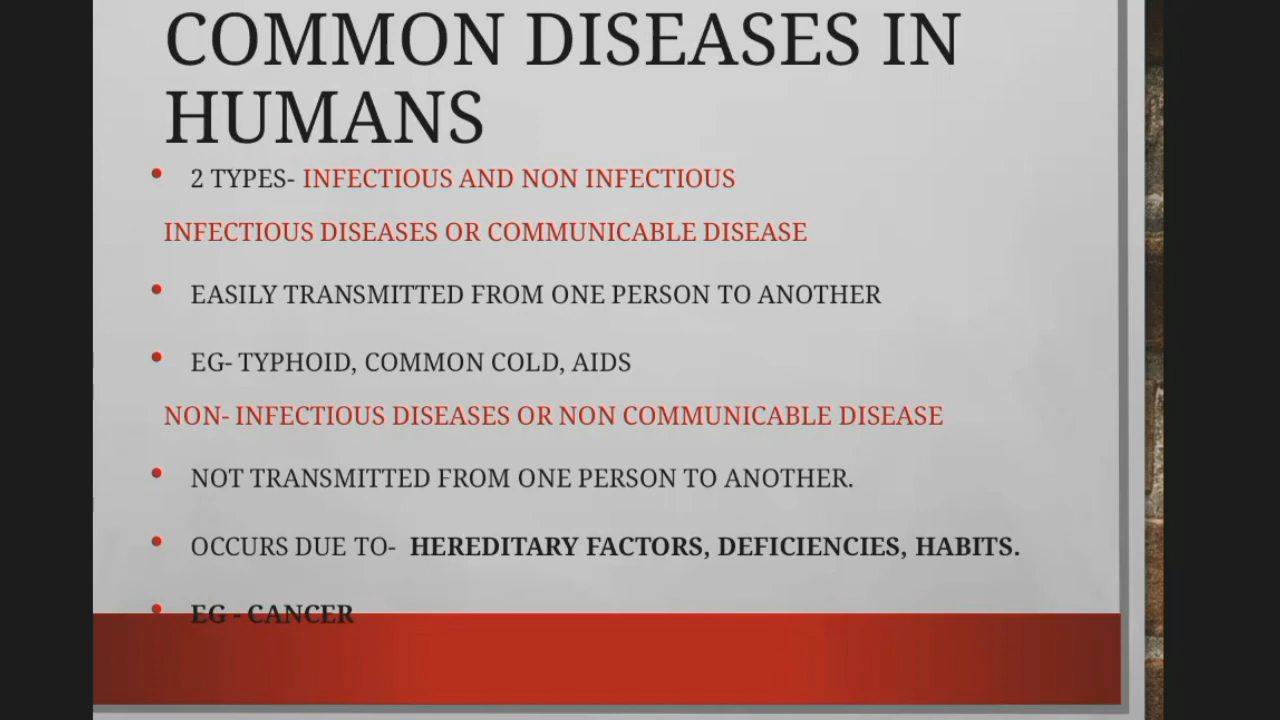 COMMON DISEASES IN
HUMANS
• 2 TYPES- INFECTIOUS AND NON INFECTIOUS
INFECTIOUS DISEASES OR COMMUNICABLE DISEASE
• EASILY TRANSMITTED FROM ONE PERSON TO ANOTHER
• EG- TYPHOID, COMMON COLD, AIDS
NON- INFECTIOUS DISEASES OR NON COMMUNICABLE DISEASE
• NOT TRANSMITTED FROM ONE PERSON TO ANOTHER.
• OCCURS DUE TO- HEREDITARY FACTORS, DEFICIENCIES, HABITS.
• EG - CANCER